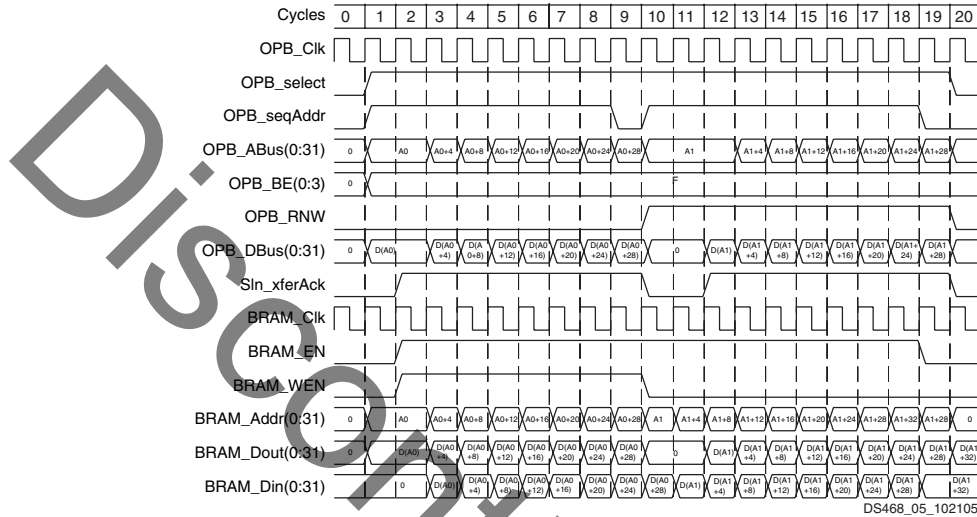 Cycles 0 1 2 3 4 5 6 7 8 9 10 11 12 13 14 15 16 17 18 19 20
OPB_Clk
OPB_select
OPB_seqAddr
OPB_ABus(0:31) 0 A0 A0+4 A0+8 A0+12 A0+16 A0+20 A0+24 A0+28 A1 A1+4 A1+8 A1+12 A1+16 A1+20 A1+24 A1+28
OPB_BE(0:3) 0 F
OPB_RNW
OPB_DBus(0:31) 0 D(A0) D(A0 +4) D(A 0+8) D(A0 +12) D(A0 +16) D(A0 +20) D(A0 +24) D(A0 +28) 0 D(A1) D(A1 +4) D(A1 +8) D(A1 +12) D(A1 +16) D(A1 +20) D(A1+ 24) D(A1 +28)
Sln_xferAck
BRAM_Clk
BRAM_EN
BRAM_WEN
BRAM_Addr(0:31) 0 A0 A0+4 A0+8 A0+12 A0+16 A0+20 A0+24 A0+28 A1 A1+4 A1+8 A1+12 A1+16 A1+20 A1+24 A1+28 A1+32 A1+28 0
BRAM_Dout(0:31) 0 D(A0) D(A0 +4) D(A0 +8) D(A0 +12) D(A0 +16) D(A0 +20) D(A0 +24) D(A0 +28) 0 D(A1) D(A1 +4) D(A1 +8) D(A1 +12) D(A1 +16) D(A1 +20) D(A1 +24) D(A1 +28) D(A1 +32)
BRAM_Din(0:31) 0 D(A0) D(A0 +4) D(A0 +8) D(A0 +12) D(A0 +16) D(A0 +20) D(A0 +24) D(A0 +28) D(A1) D(A1 +4) D(A1 +8) D(A1 +12) D(A1 +16) D(A1 +20) D(A1 +24) D(A1 +28) D(A1 +32)
DS468_05_102105